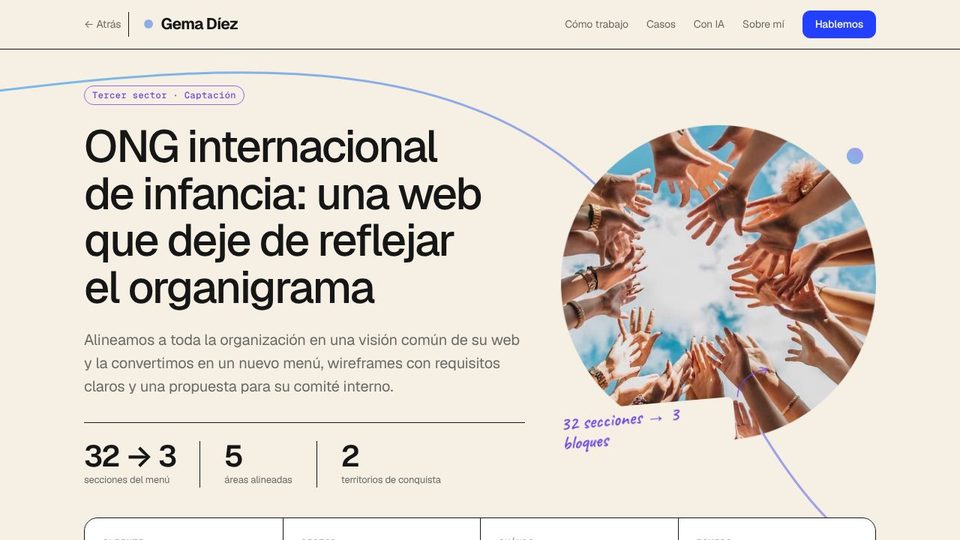 ← Atrás
Gema Díez
Cómo trabajo
Casos
Con IA
Sobre mí
Hablemos
Tercer sector · Captación
ONG internacional
de infancia: una web
que deje de reflejar
el organigrama
Alineamos a toda la organización en una visión común de su web
y la convertimos en un nuevo menú, wireframes con requisitos
claros y una propuesta para su comité interno.
32 secciones → 3
bloques
32 → 3
secciones del menú
5
áreas alineadas
2
territorios de conquista